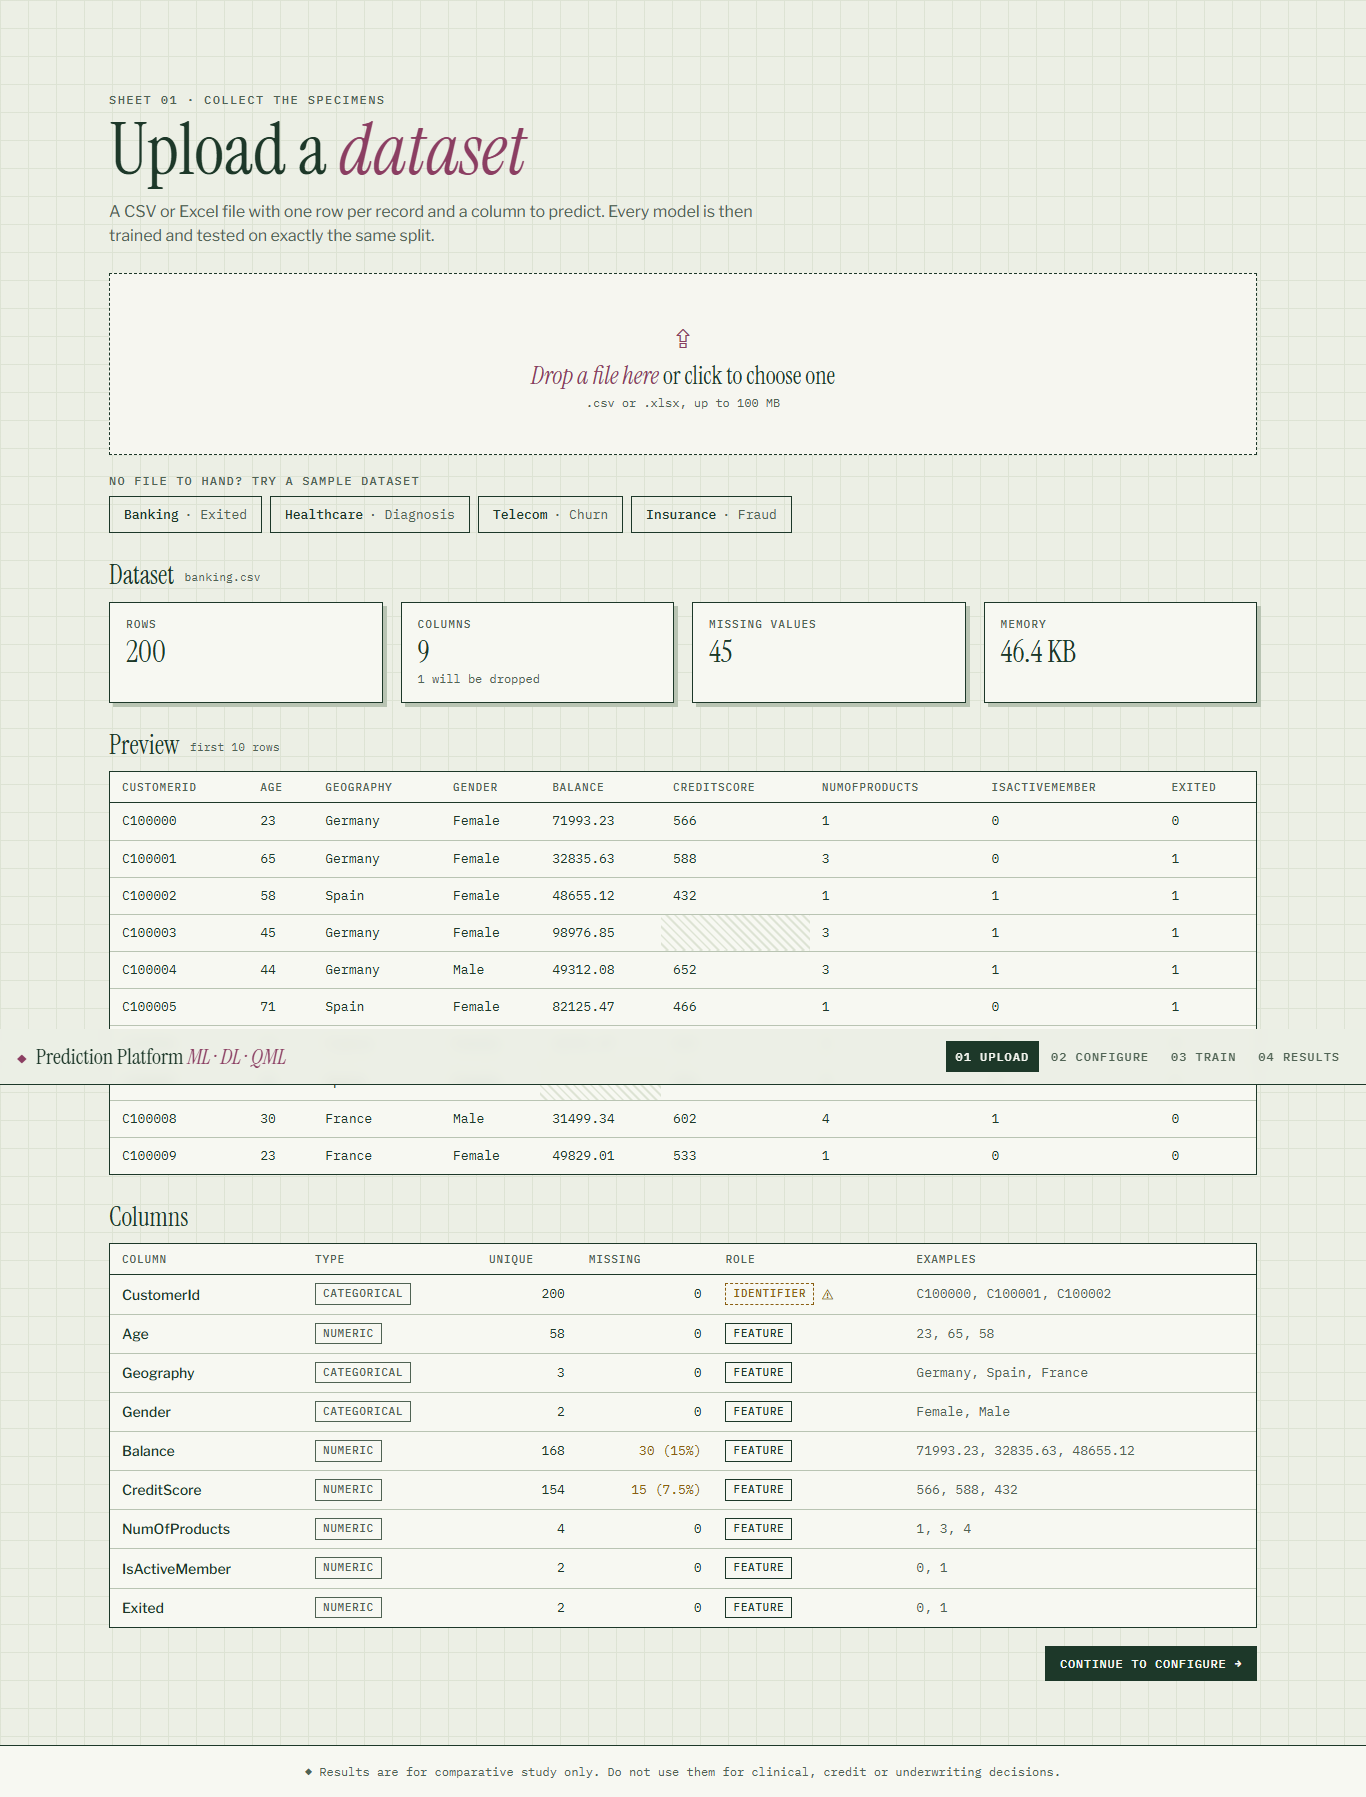 SHEET 01 · COLLECT THE SPECIMENS
Upload a dataset
A CSV or Excel file with one row per record and a column to predict. Every model is then
trained and tested on exactly the same split.
Drop a file here or click to choose one
.csv or .xlsx, up to 100 MB
NO FILE TO HAND? TRY A SAMPLE DATASET
Banking · Exited Healthcare · Diagnosis Telecom · Churn Insurance · Fraud
Dataset banking.csv
ROWS COLUMNS MISSING VALUES MEMORY
200 9 45 46.4 KB
1 will be dropped
Preview first 10 rows
CUSTOMERID AGE GEOGRAPHY GENDER BALANCE CREDITSCORE NUMOFPRODUCTS ISACTIVEMEMBER EXITED
C100000 23 Germany Female 71993.23 566 1 0 0
C100001 65 Germany Female 32835.63 588 3 0 1
C100002 58 Spain Female 48655.12 432 1 1 1
C100003 45 Germany Female 98976.85 3 1 1
C100004 44 Germany Male 49312.08 652 3 1 1
C100005 71 Spain Female 82125.47 466 1 0 1
◆ Prediction Platform ML · DL · QML 01 UPLOAD 02 CONFIGURE 03 TRAIN 04 RESULTS
C100008 30 France Male 31499.34 602 4 1 0
C100009 23 France Female 49829.01 533 1 0 0
Columns
COLUMN TYPE UNIQUE MISSING ROLE EXAMPLES
CustomerId CATEGORICAL 200 0 IDENTIFIER ⚠ C100000, C100001, C100002
Age NUMERIC 58 0 FEATURE 23, 65, 58
Geography CATEGORICAL 3 0 FEATURE Germany, Spain, France
Gender CATEGORICAL 2 0 FEATURE Female, Male
Balance NUMERIC 168 30 (15%) FEATURE 71993.23, 32835.63, 48655.12
CreditScore NUMERIC 154 15 (7.5%) FEATURE 566, 588, 432
NumOfProducts NUMERIC 4 0 FEATURE 1, 3, 4
IsActiveMember NUMERIC 2 0 FEATURE 0, 1
Exited NUMERIC 2 0 FEATURE 0, 1
CONTINUE TO CONFIGURE →
◆ Results are for comparative study only. Do not use them for clinical, credit or underwriting decisions.